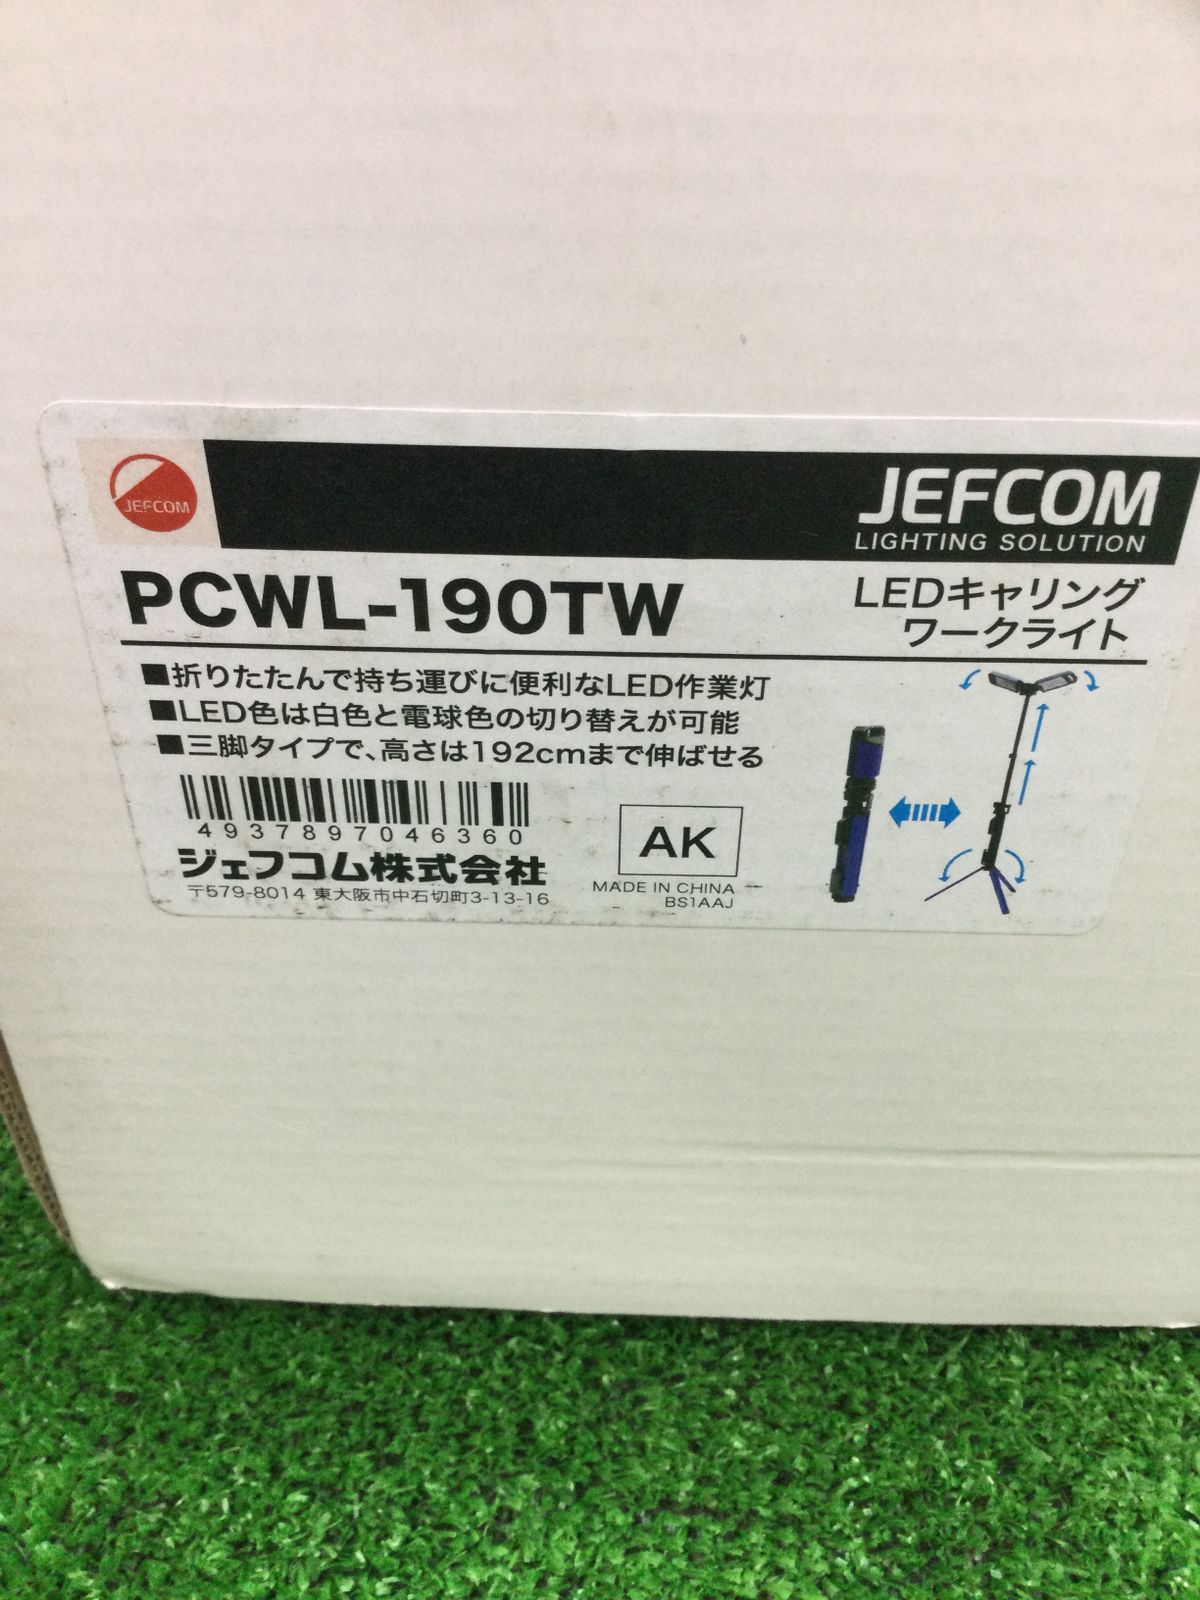 JEFCOM
JEFCOM
LIGHTING SOLUTION
PCWL-190TW
LEDキャリング
ワークライト
■折りたたんで持ち運びに便利なLED作業灯
■LED色は白色と電球色の切り替えが可能
■三脚タイプで、高さは192cmまで伸ばせる
4937897046360
ジェフコム株式会社
〒579-8014 東大阪市中石切町3-13-16
AK
MADE IN CHINA
BS1AAJ